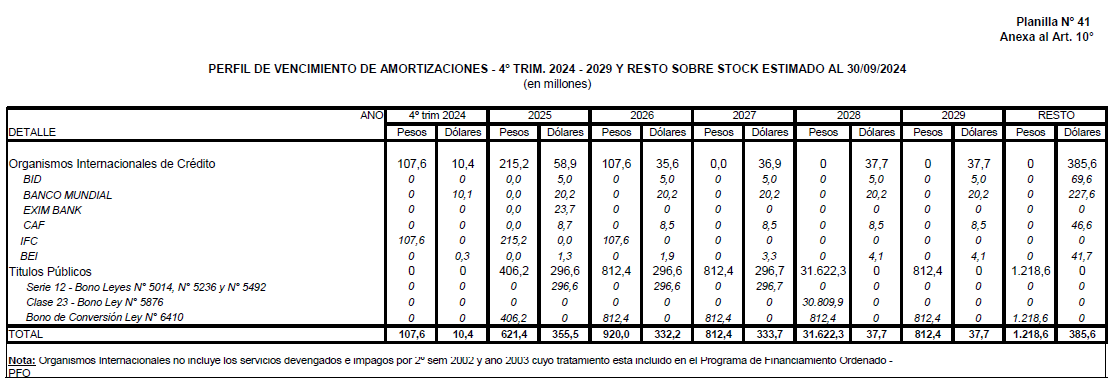 Planilla N° 41
Anexa al Art. 10°
PERFIL DE VENCIMIENTO DE AMORTIZACIONES - 4° TRIM. 2024 - 2029 Y RESTO SOBRE STOCK ESTIMADO AL 30/09/2024
(en millones)
AÑO 4º trim 2024 2025 2026 2027 2028 2029 RESTO
DETALLE Pesos Dólares Pesos Dólares Pesos Dólares Pesos Dólares Pesos Dólares Pesos Dólares Pesos Dólares
Organismos Internacionales de Crédito 107,6 10,4 215,2 58,9 107,6 35,6 0,0 36,9 0 37,7 0 37,7 0 385,6
BID 0 0 0,0 5,0 0 5,0 0 5,0 0 5,0 0 5,0 0 69,6
BANCO MUNDIAL 0 10,1 0,0 20,2 0 20,2 0 20,2 0 20,2 0 20,2 0 227,6
EXIM BANK 0 0 0,0 23,7 0 0 0 0 0 0 0 0 0 0
CAF 0 0 0,0 8,7 0 8,5 0 8,5 0 8,5 0 8,5 0 46,6
IFC 107,6 0 215,2 0,0 107,6 0 0 0 0 0 0 0 0 0
BEI 0 0,3 0,0 1,3 0 1,9 0 3,3 0 4,1 0 4,1 0 41,7
Titulos Públicos 0 0 406,2 296,6 812,4 296,6 812,4 296,7 31.622,3 0 812,4 0 1.218,6 0
Serie 12 - Bono Leyes N° 5014, N° 5236 y N° 5492 0 0 0 296,6 0 296,6 0 296,7 0 0 0 0 0 0
Clase 23 - Bono Ley N° 5876 0 0 0 0 0 0 0 0 30.809,9 0 0 0 0 0
Bono de Conversión Ley N° 6410 0 0 406,2 0 812,4 0 812,4 0 812,4 0 812,4 0 1.218,6 0
TOTAL 107,6 10,4 621,4 355,5 920,0 332,2 812,4 333,7 31.622,3 37,7 812,4 37,7 1.218,6 385,6
Nota: Organismos Internacionales no incluye los servicios devengados e impagos por 2º sem 2002 y año 2003 cuyo tratamiento está incluido en el Programa de Financiamiento Ordenado -
PFO